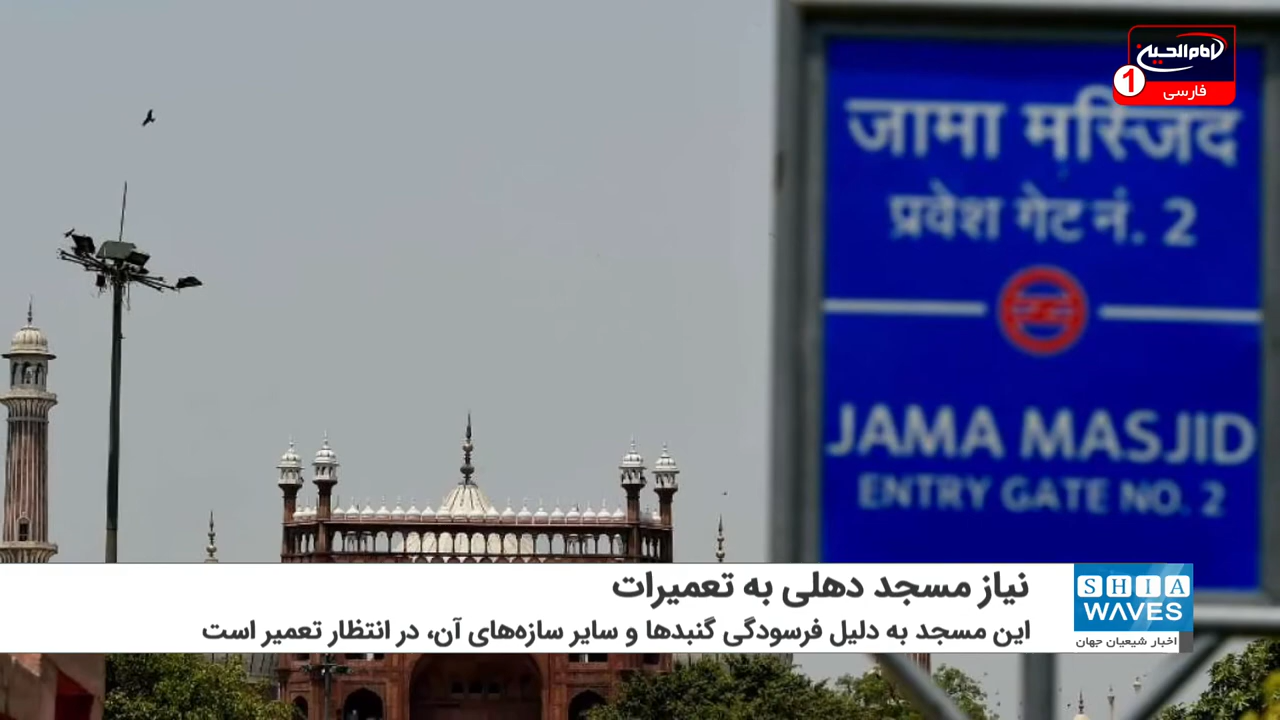 امام الحسین
1
فارسی
जामा मस्जिद
प्रवेश गेट नं. 2
JAMA MASJID
ENTRY GATE NO. 2
نیاز مسجد دهلی به تعمیرات
این مسجد به دلیل فرسودگی گنبدها و سایر سازه‌های آن، در انتظار تعمیر است
SHIA
WAVES
اخبار شیعیان جهان